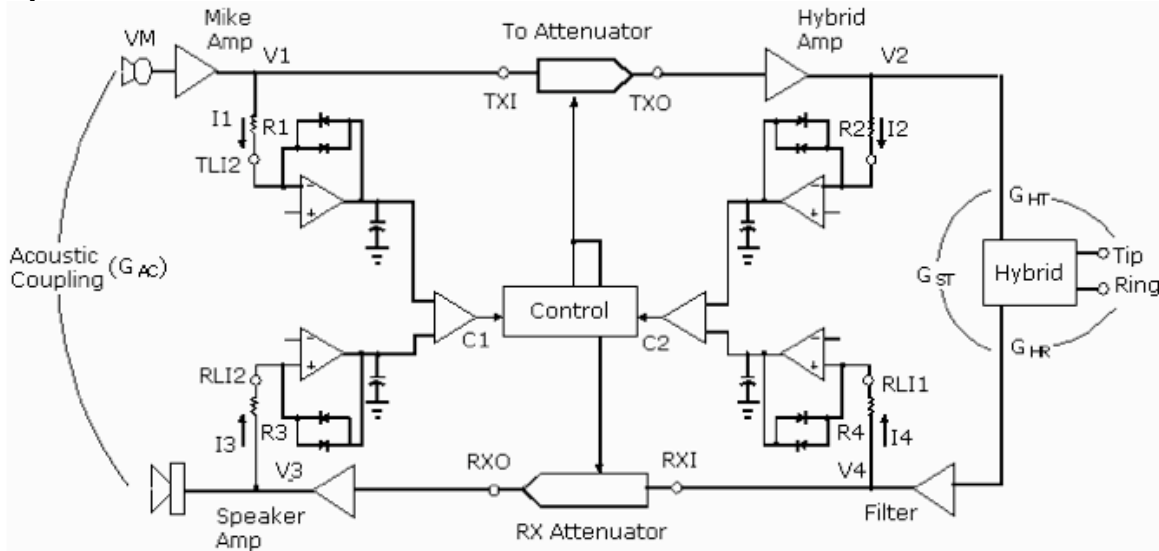 Mike
Amp
VM
V1
To Attenuator
TXI
TXO
Hybrid
Amp
V2
I1
R1
TLI2
R2
I2
Acoustic
Coupling
(G AC)
Control
C1
C2
G HT
G ST
Hybrid
Tip
Ring
G HR
RLI2
I3
R3
RLI1
R4
I4
V3
Speaker
Amp
RXO
RX Attenuator
RXI
V4
Filter